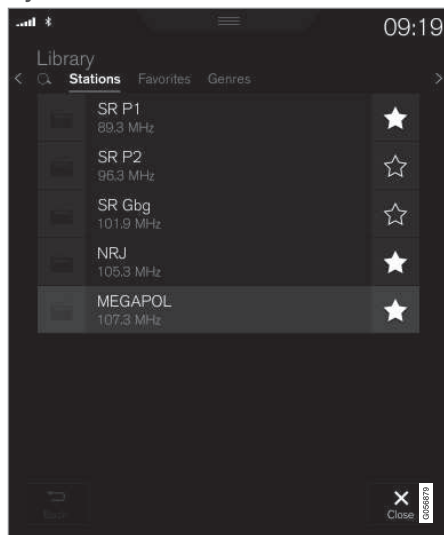 09:19
Library
Stations Favorites Genres
SR P1
89.3 MHz
SR P2
96.3 MHz
SR Gbg
101.9 MHz
NRJ
105.3 MHz
MEGAPOL
107.3 MHz
Back
Close
G056879